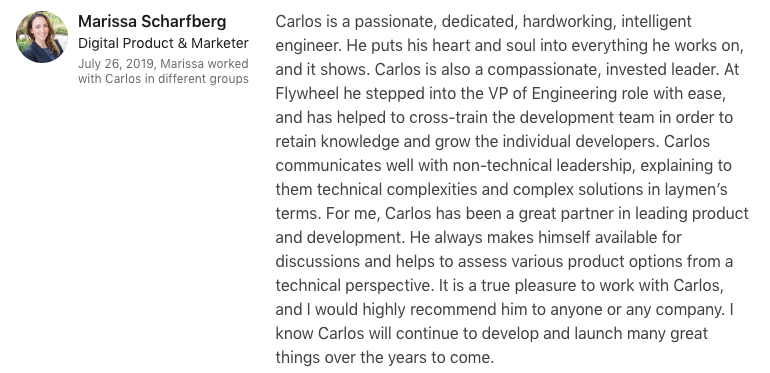 Marissa Scharfberg
Digital Product & Marketer
July 26, 2019, Marissa worked
with Carlos in different groups
Carlos is a passionate, dedicated, hardworking, intelligent
engineer. He puts his heart and soul into everything he works on,
and it shows. Carlos is also a compassionate, invested leader. At
Flywheel he stepped into the VP of Engineering role with ease,
and has helped to cross-train the development team in order to
retain knowledge and grow the individual developers. Carlos
communicates well with non-technical leadership, explaining to
them technical complexities and complex solutions in laymen’s
terms. For me, Carlos has been a great partner in leading product
and development. He always makes himself available for
discussions and helps to assess various product options from a
technical perspective. It is a true pleasure to work with Carlos,
and I would highly recommend him to anyone or any company. I
know Carlos will continue to develop and launch many great
things over the years to come.